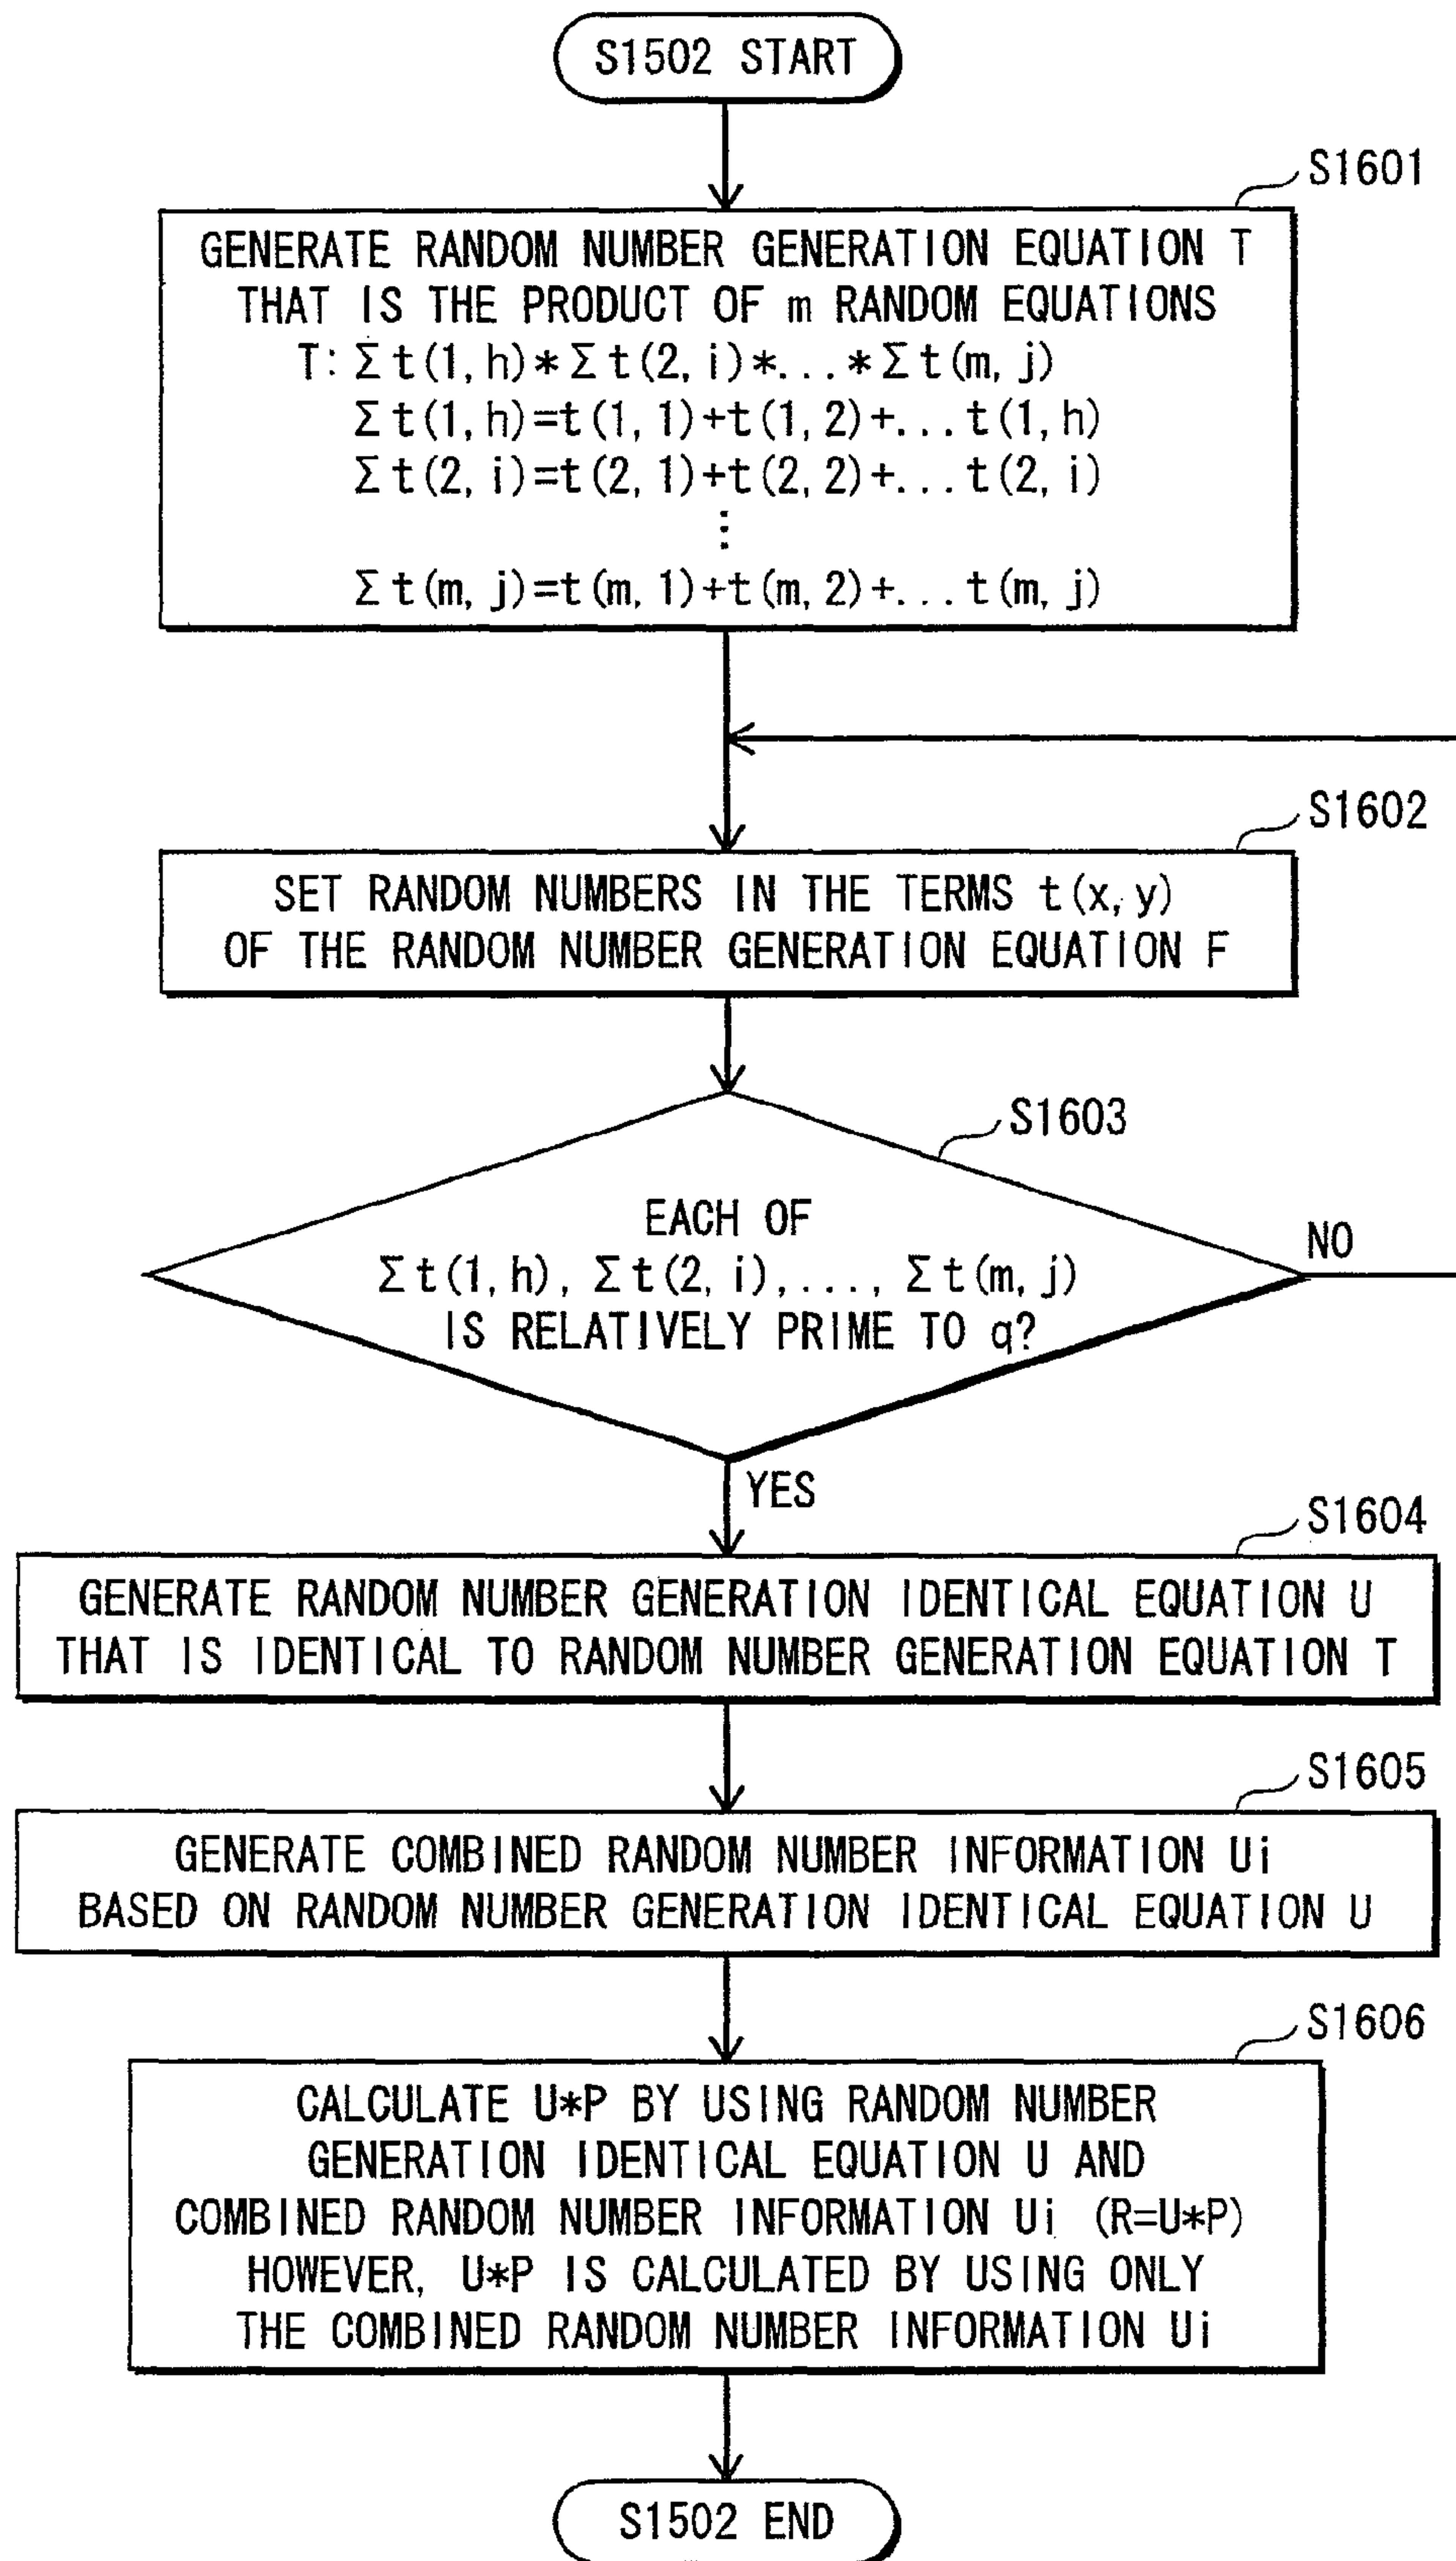 S1502 START
S1601
GENERATE RANDOM NUMBER GENERATION EQUATION T
THAT IS THE PRODUCT OF m RANDOM EQUATIONS
T: Σt(1, h)*Σt(2, i)*...*Σt(m, j)
Σt(1, h)=t(1, 1)+t(1, 2)+...t(1, h)
Σt(2, i)=t(2, 1)+t(2, 2)+...t(2, i)
⋮
Σt(m, j)=t(m, 1)+t(m, 2)+...t(m, j)
S1602
SET RANDOM NUMBERS IN THE TERMS t(x, y)
OF THE RANDOM NUMBER GENERATION EQUATION F
S1603
EACH OF
Σt(1, h), Σt(2, i),..., Σt(m, j)
IS RELATIVELY PRIME TO q?
NO
YES
S1604
GENERATE RANDOM NUMBER GENERATION IDENTICAL EQUATION U
THAT IS IDENTICAL TO RANDOM NUMBER GENERATION EQUATION T
S1605
GENERATE COMBINED RANDOM NUMBER INFORMATION Ui
BASED ON RANDOM NUMBER GENERATION IDENTICAL EQUATION U
S1606
CALCULATE U*P BY USING RANDOM NUMBER
GENERATION IDENTICAL EQUATION U AND
COMBINED RANDOM NUMBER INFORMATION Ui (R=U*P)
HOWEVER, U*P IS CALCULATED BY USING ONLY
THE COMBINED RANDOM NUMBER INFORMATION Ui
S1502 END